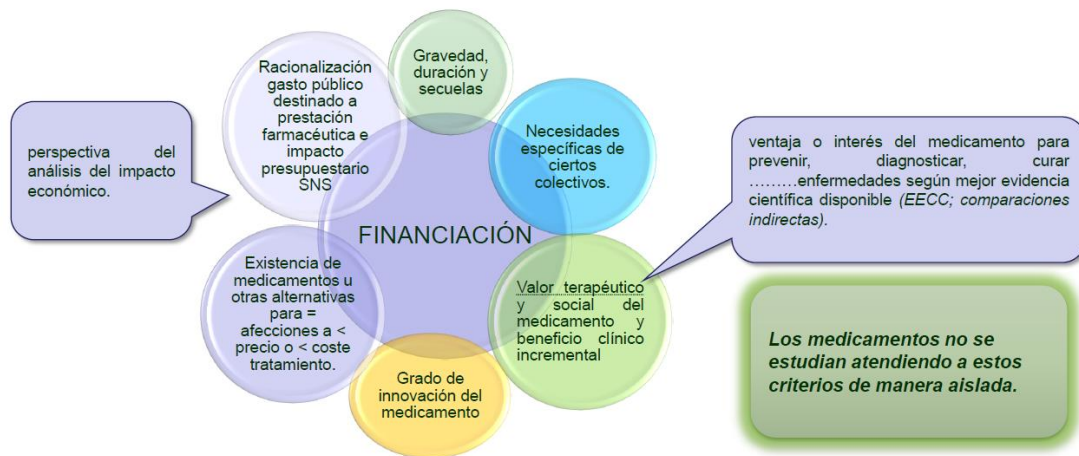 Gravedad,
duración y
secuelas
Racionalización
gasto público
destinado a
prestación
farmacéutica e
impacto
presupuestario
SNS
Necesidades
específicas de
ciertos
colectivos.
perspectiva del
análisis del impacto
económico.
ventaja o interés del medicamento para
prevenir, diagnosticar, curar
………enfermedades según mejor evidencia
científica disponible (EECC; comparaciones
indirectas).
FINANCIACIÓN
Existencia de
medicamentos u
otras alternativas
para =
afecciones a <
precio o < coste
tratamiento.
Valor terapéutico
y social del
medicamento y
beneficio clínico
incremental
Grado de
innovación del
medicamento
Los medicamentos no se
estudian atendiendo a estos
criterios de manera aislada.